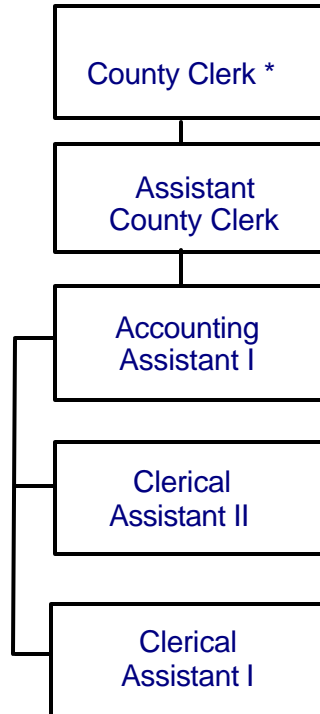 County Clerk *
Assistant
County Clerk
Accounting
Assistant I
Clerical
Assistant II
Clerical
Assistant I